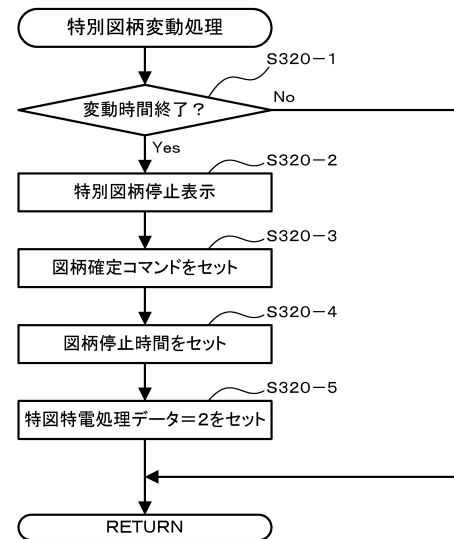 特別図柄変動処理
S320-1
変動時間終了？
No
Yes
S320-2
特別図柄停止表示
S320-3
図柄確定コマンドをセット
S320-4
図柄停止時間をセット
S320-5
特図特電処理データ＝2をセット
RETURN